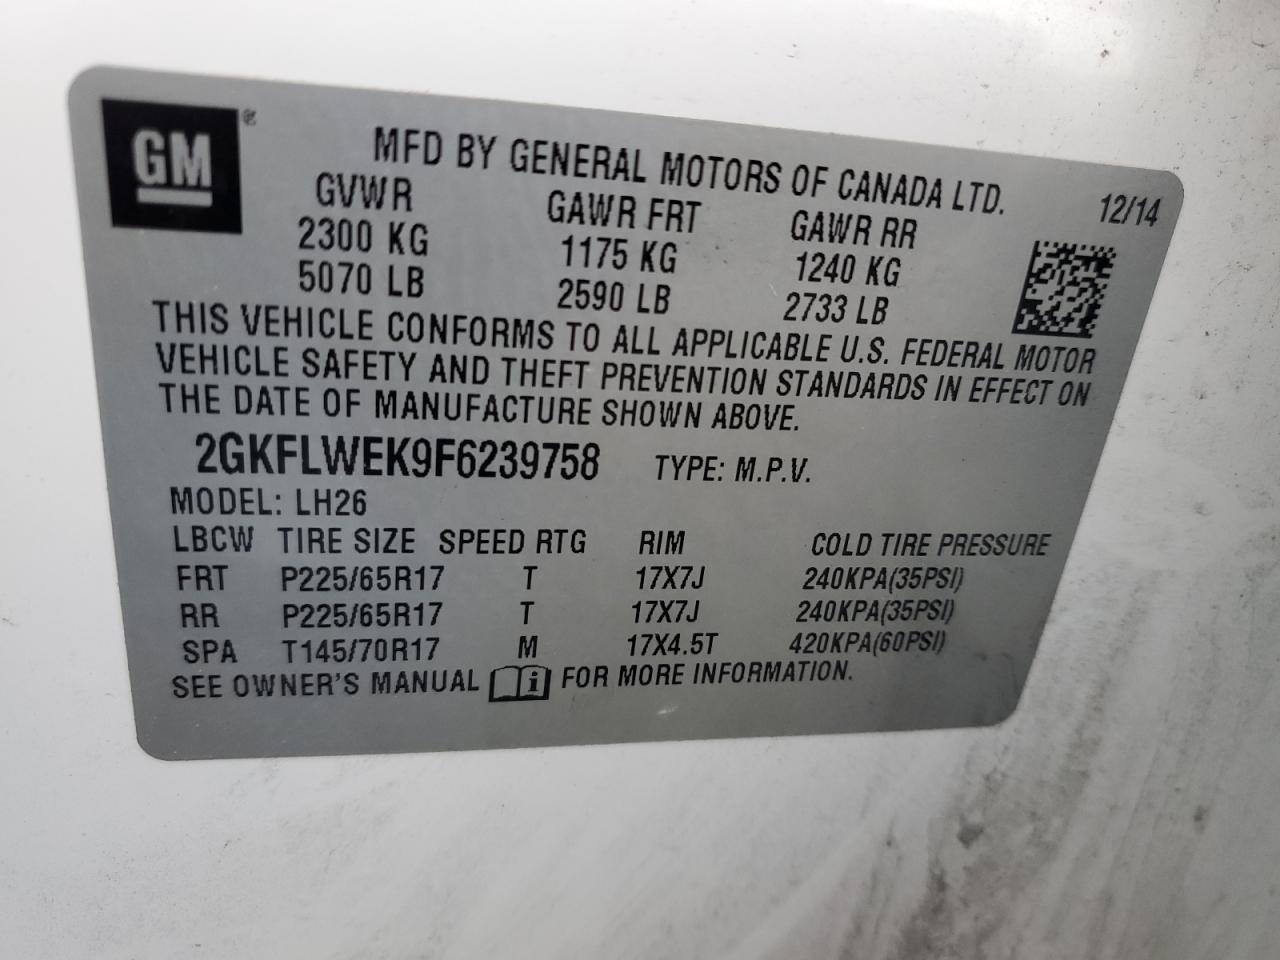 GM ®
MFD BY GENERAL MOTORS OF CANADA LTD.
12/14
GVWR GAWR FRT GAWR RR
2300 KG 1175 KG 1240 KG
5070 LB 2590 LB 2733 LB
THIS VEHICLE CONFORMS TO ALL APPLICABLE U.S. FEDERAL MOTOR
VEHICLE SAFETY AND THEFT PREVENTION STANDARDS IN EFFECT ON
THE DATE OF MANUFACTURE SHOWN ABOVE.
2GKFLWEK9F6239758 TYPE: M.P.V.
MODEL: LH26
LBCW TIRE SIZE SPEED RTG RIM COLD TIRE PRESSURE
FRT P225/65R17 T 17X7J 240KPA(35PSI)
RR P225/65R17 T 17X7J 240KPA(35PSI)
SPA T145/70R17 M 17X4.5T 420KPA(60PSI)
SEE OWNER'S MANUAL i FOR MORE INFORMATION.